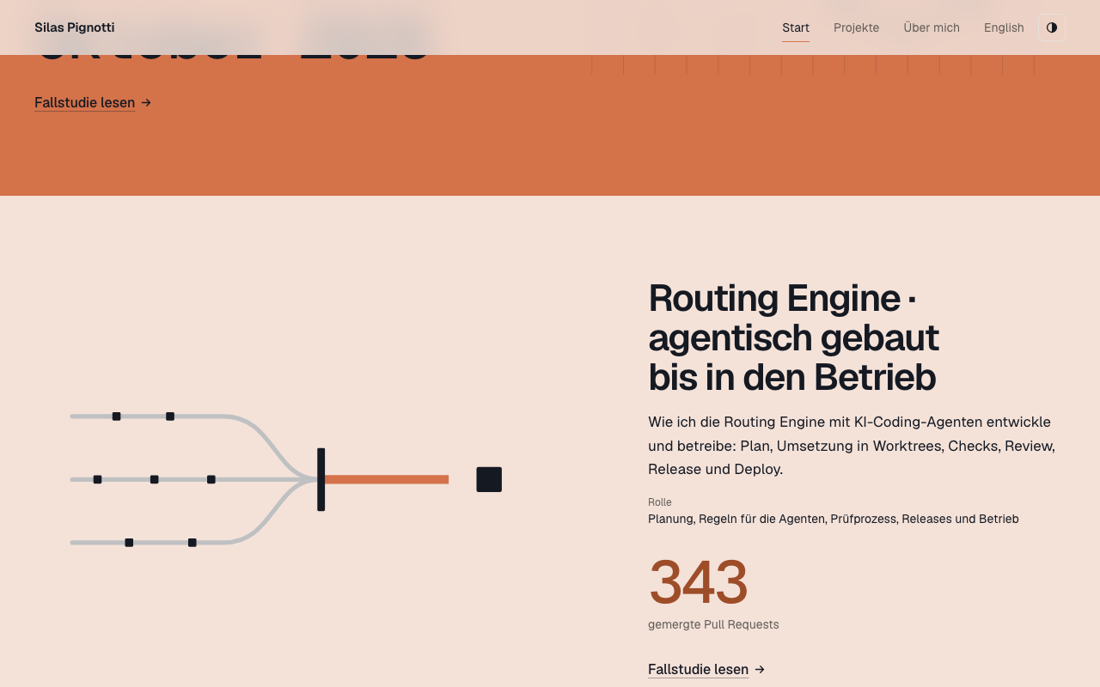 Silas Pignotti
Start
Projekte
Über mich
English
Fallstudie lesen →
Routing Engine ·
agentisch gebaut
bis in den Betrieb
Wie ich die Routing Engine mit KI-Coding-Agenten entwickle
und betreibe: Plan, Umsetzung in Worktrees, Checks, Review,
Release und Deploy.
Rolle
Planung, Regeln für die Agenten, Prüfprozess, Releases und Betrieb
343
gemergte Pull Requests
Fallstudie lesen →